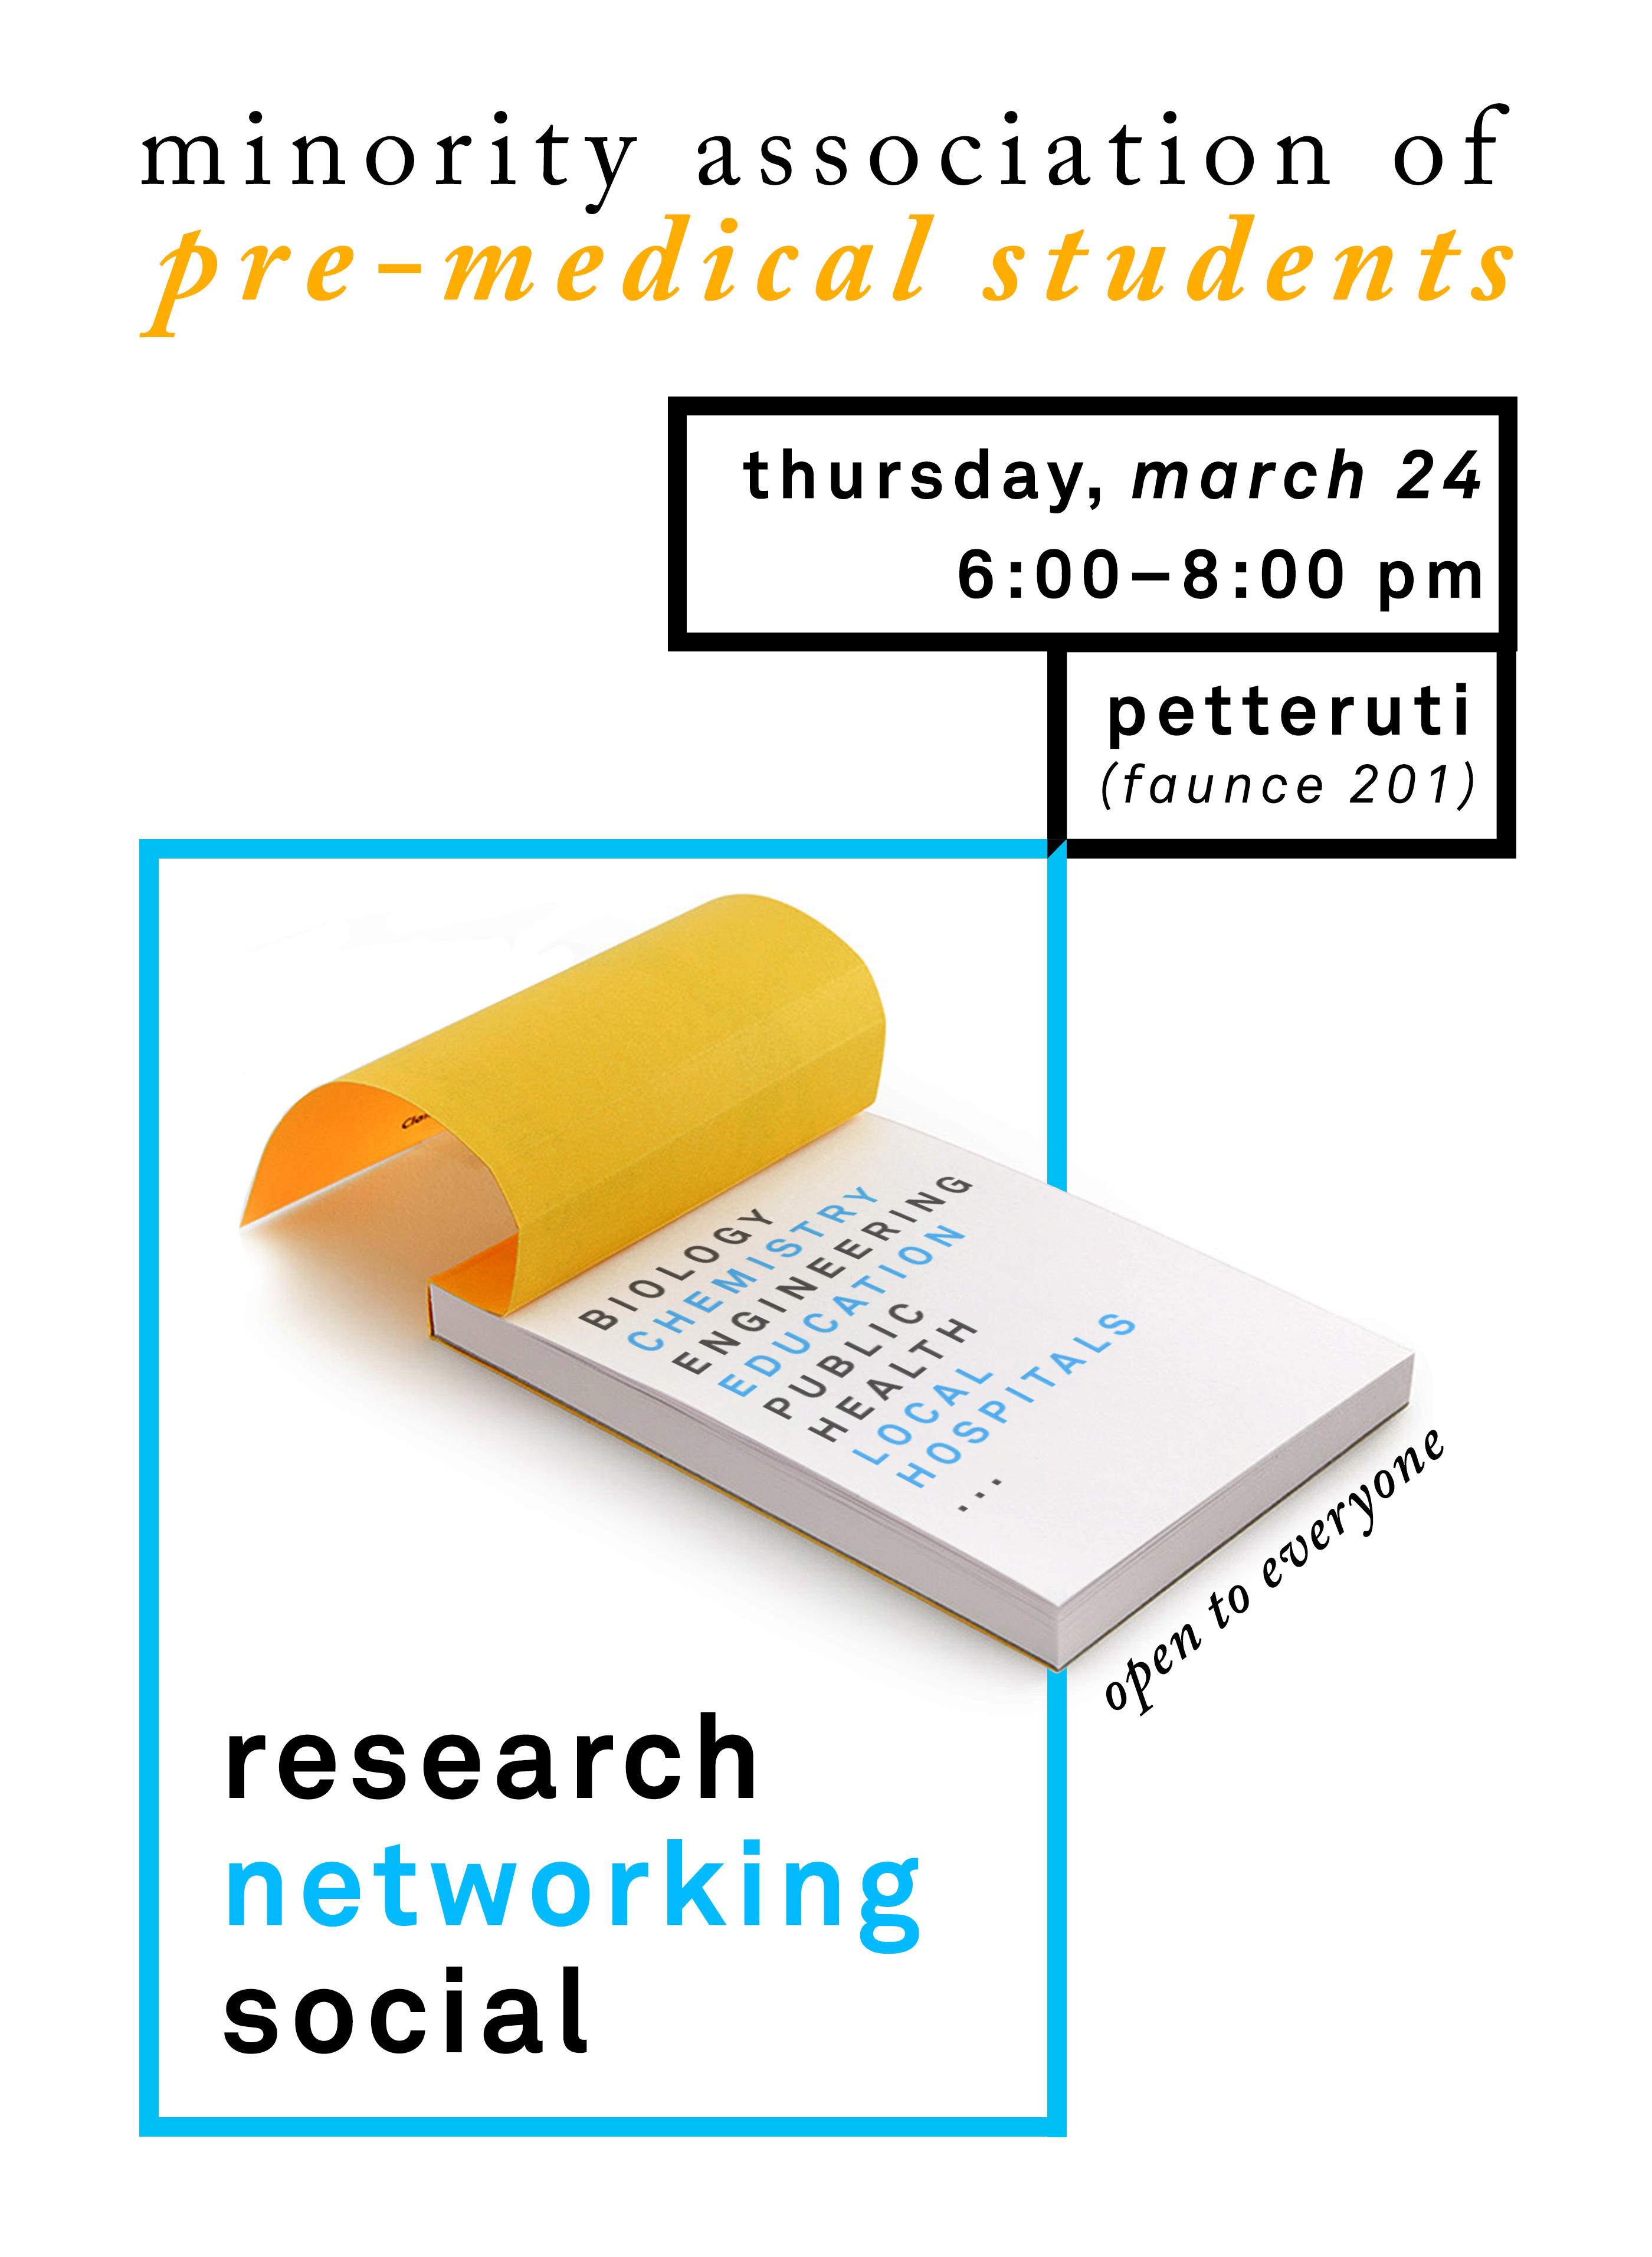 minority association of
pre-medical students
thursday, march 24
6:00–8:00 pm
petteruti
(faunce 201)
BIOLOGY
CHEMISTRY
ENGINEERING
EDUCATION
PUBLIC
HEALTH
LOCAL
HOSPITALS
...
open to everyone
research
networking
social